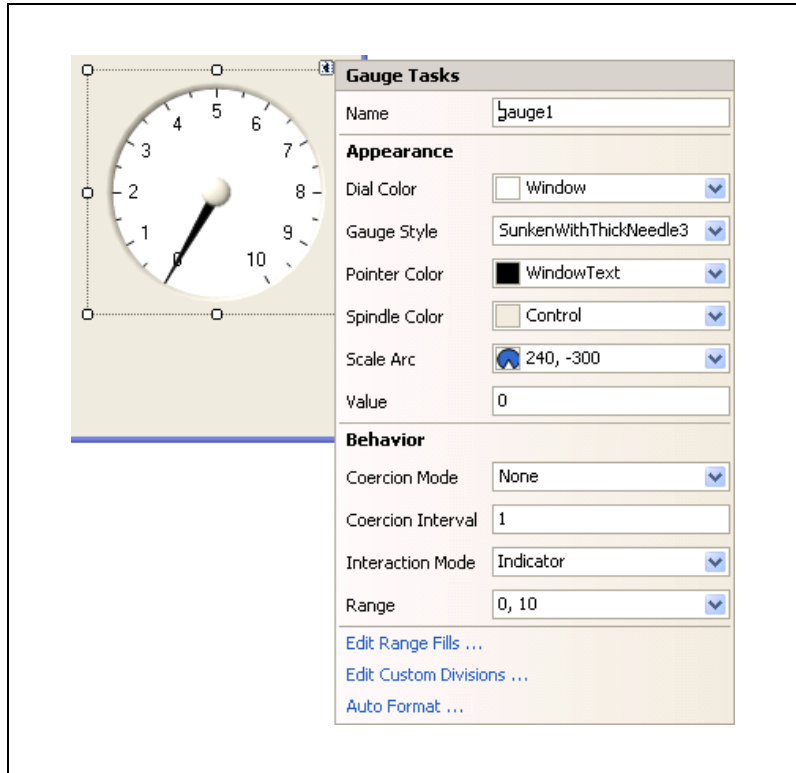 Gauge Tasks
Name gauge1
Appearance
Dial Color Window
Gauge Style SunkenWithThickNeedle3
Pointer Color WindowText
Spindle Color Control
Scale Arc 240, -300
Value 0
Behavior
Coercion Mode None
Coercion Interval 1
Interaction Mode Indicator
Range 0, 10
Edit Range Fills ...
Edit Custom Divisions ...
Auto Format ...
0
1
2
3
4
5
6
7
8
9
10